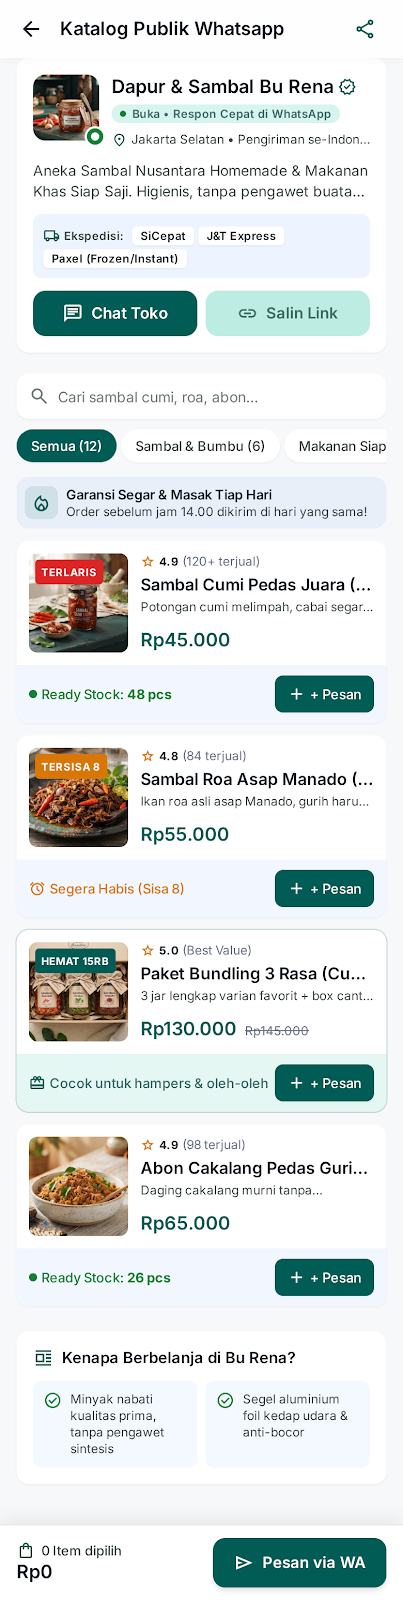 Katalog Publik Whatsapp
Dapur & Sambal Bu Rena
Buka • Respon Cepat di WhatsApp
Jakarta Selatan • Pengiriman se-Indon...
Aneka Sambal Nusantara Homemade & Makanan
Khas Siap Saji. Higienis, tanpa pengawet buata...
Ekspedisi: SiCepat J&T Express
Paxel (Frozen/Instant)
Chat Toko Salin Link
Cari sambal cumi, roa, abon...
Semua (12) Sambal & Bumbu (6) Makanan Siap
Garansi Segar & Masak Tiap Hari
Order sebelum jam 14.00 dikirim di hari yang sama!
TERLARIS
4.9 (120+ terjual)
Sambal Cumi Pedas Juara (...
Potongan cumi melimpah, cabai segar...
Rp45.000
Ready Stock: 48 pcs
+ + Pesan
TERSISA 8
4.8 (84 terjual)
Sambal Roa Asap Manado (...
Ikan roa asli asap Manado, gurih haru...
Rp55.000
Segera Habis (Sisa 8)
+ + Pesan
HEMAT 15RB
5.0 (Best Value)
Paket Bundling 3 Rasa (Cu...
3 jar lengkap varian favorit + box cant...
Rp130.000 Rp145.000
Cocok untuk hampers & oleh-oleh
+ + Pesan
4.9 (98 terjual)
Abon Cakalang Pedas Guri...
Daging cakalang murni tanpa...
Rp65.000
Ready Stock: 26 pcs
+ + Pesan
Kenapa Berbelanja di Bu Rena?
Minyak nabati
kualitas prima,
tanpa pengawet
sintesis
Segel aluminium
foil kedap udara &
anti-bocor
0 Item dipilih
Rp0
Pesan via WA